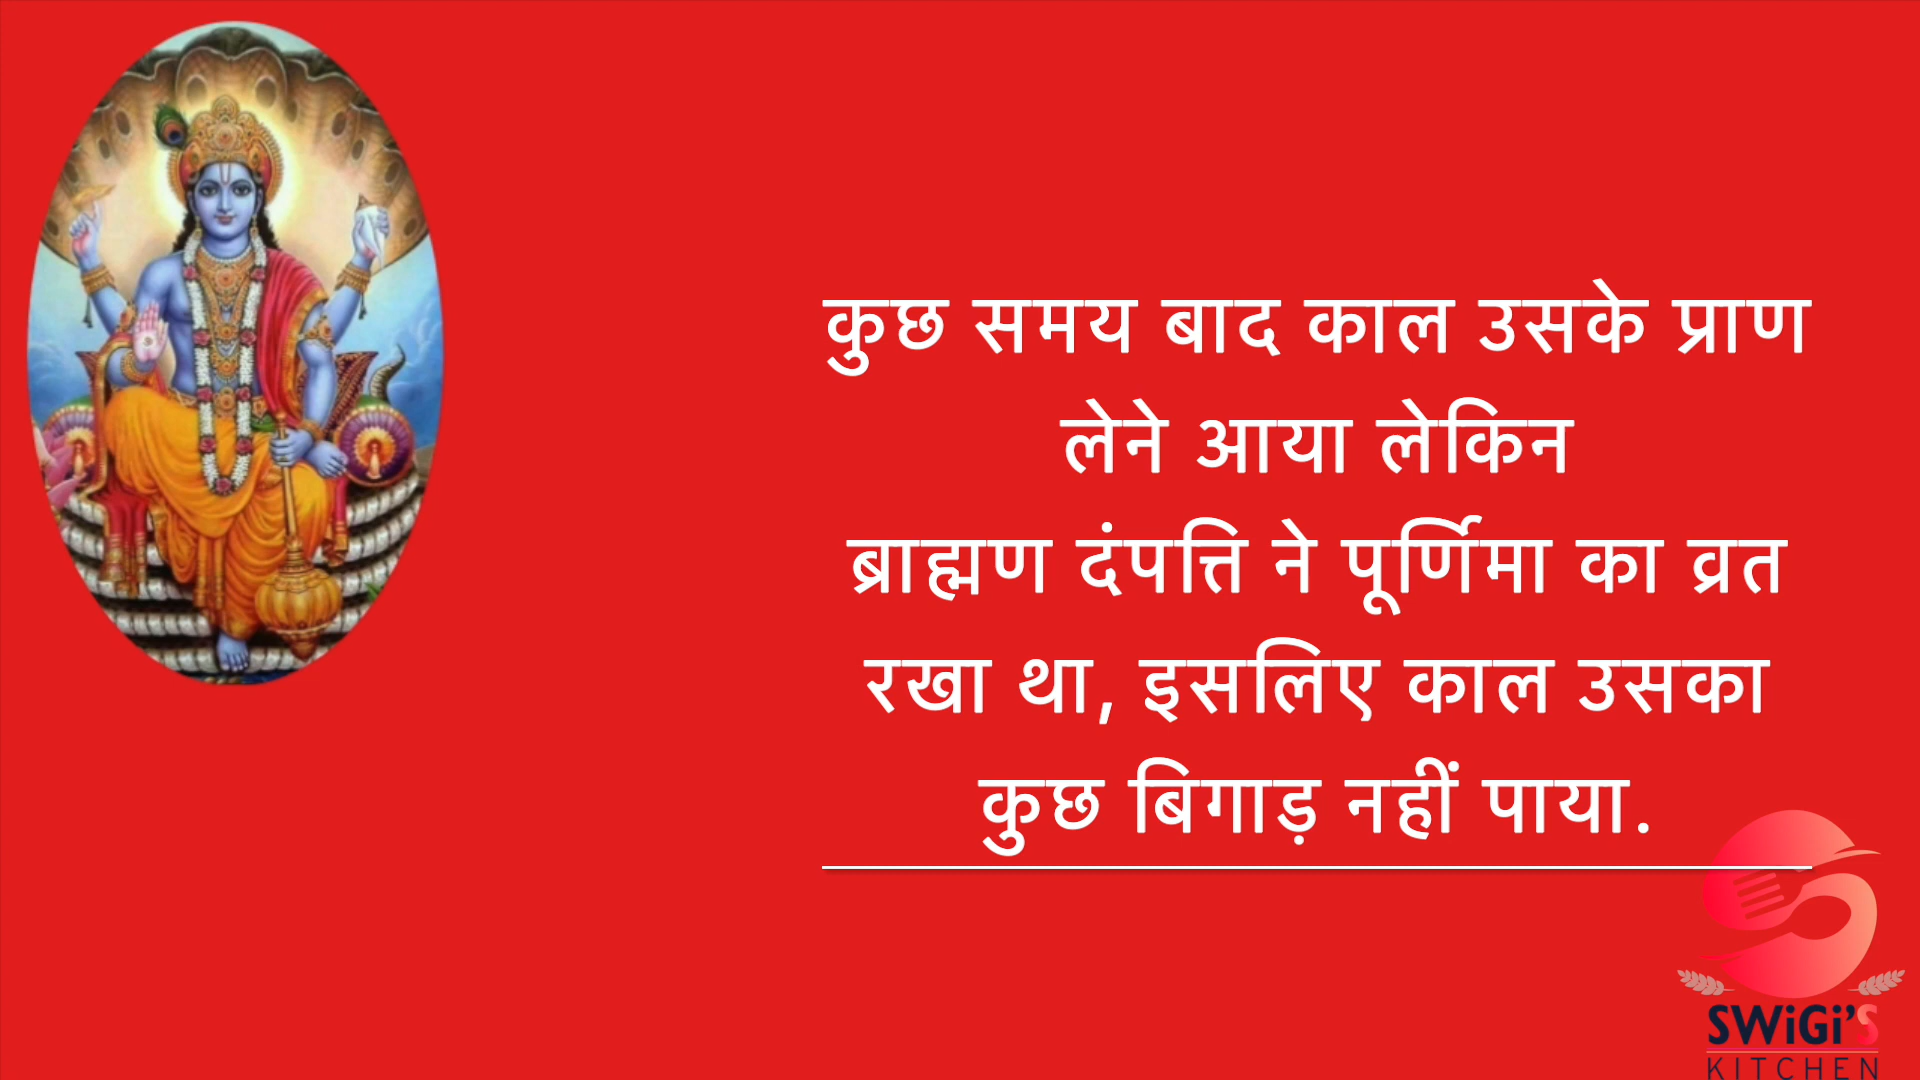 कुछ समय बाद काल उसके प्राण
लेने आया लेकिन
ब्राह्मण दंपत्ति ने पूर्णिमा का व्रत
रखा था, इसलिए काल उसका
कुछ बिगाड़ नहीं पाया.
SWiGi'S
KITCHEN